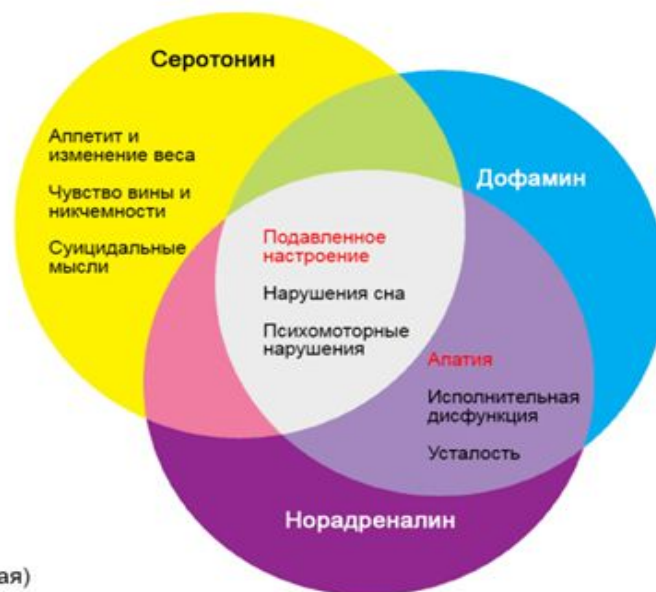 Серотонин
Аппетит и
изменение веса
Чувство вины и
никчемности
Суицидальные
мысли
Дофамин
Подавленное
настроение
Нарушения сна
Психомоторные
нарушения
Апатия
Исполнительная
дисфункция
Усталость
Норадреналин
ая)